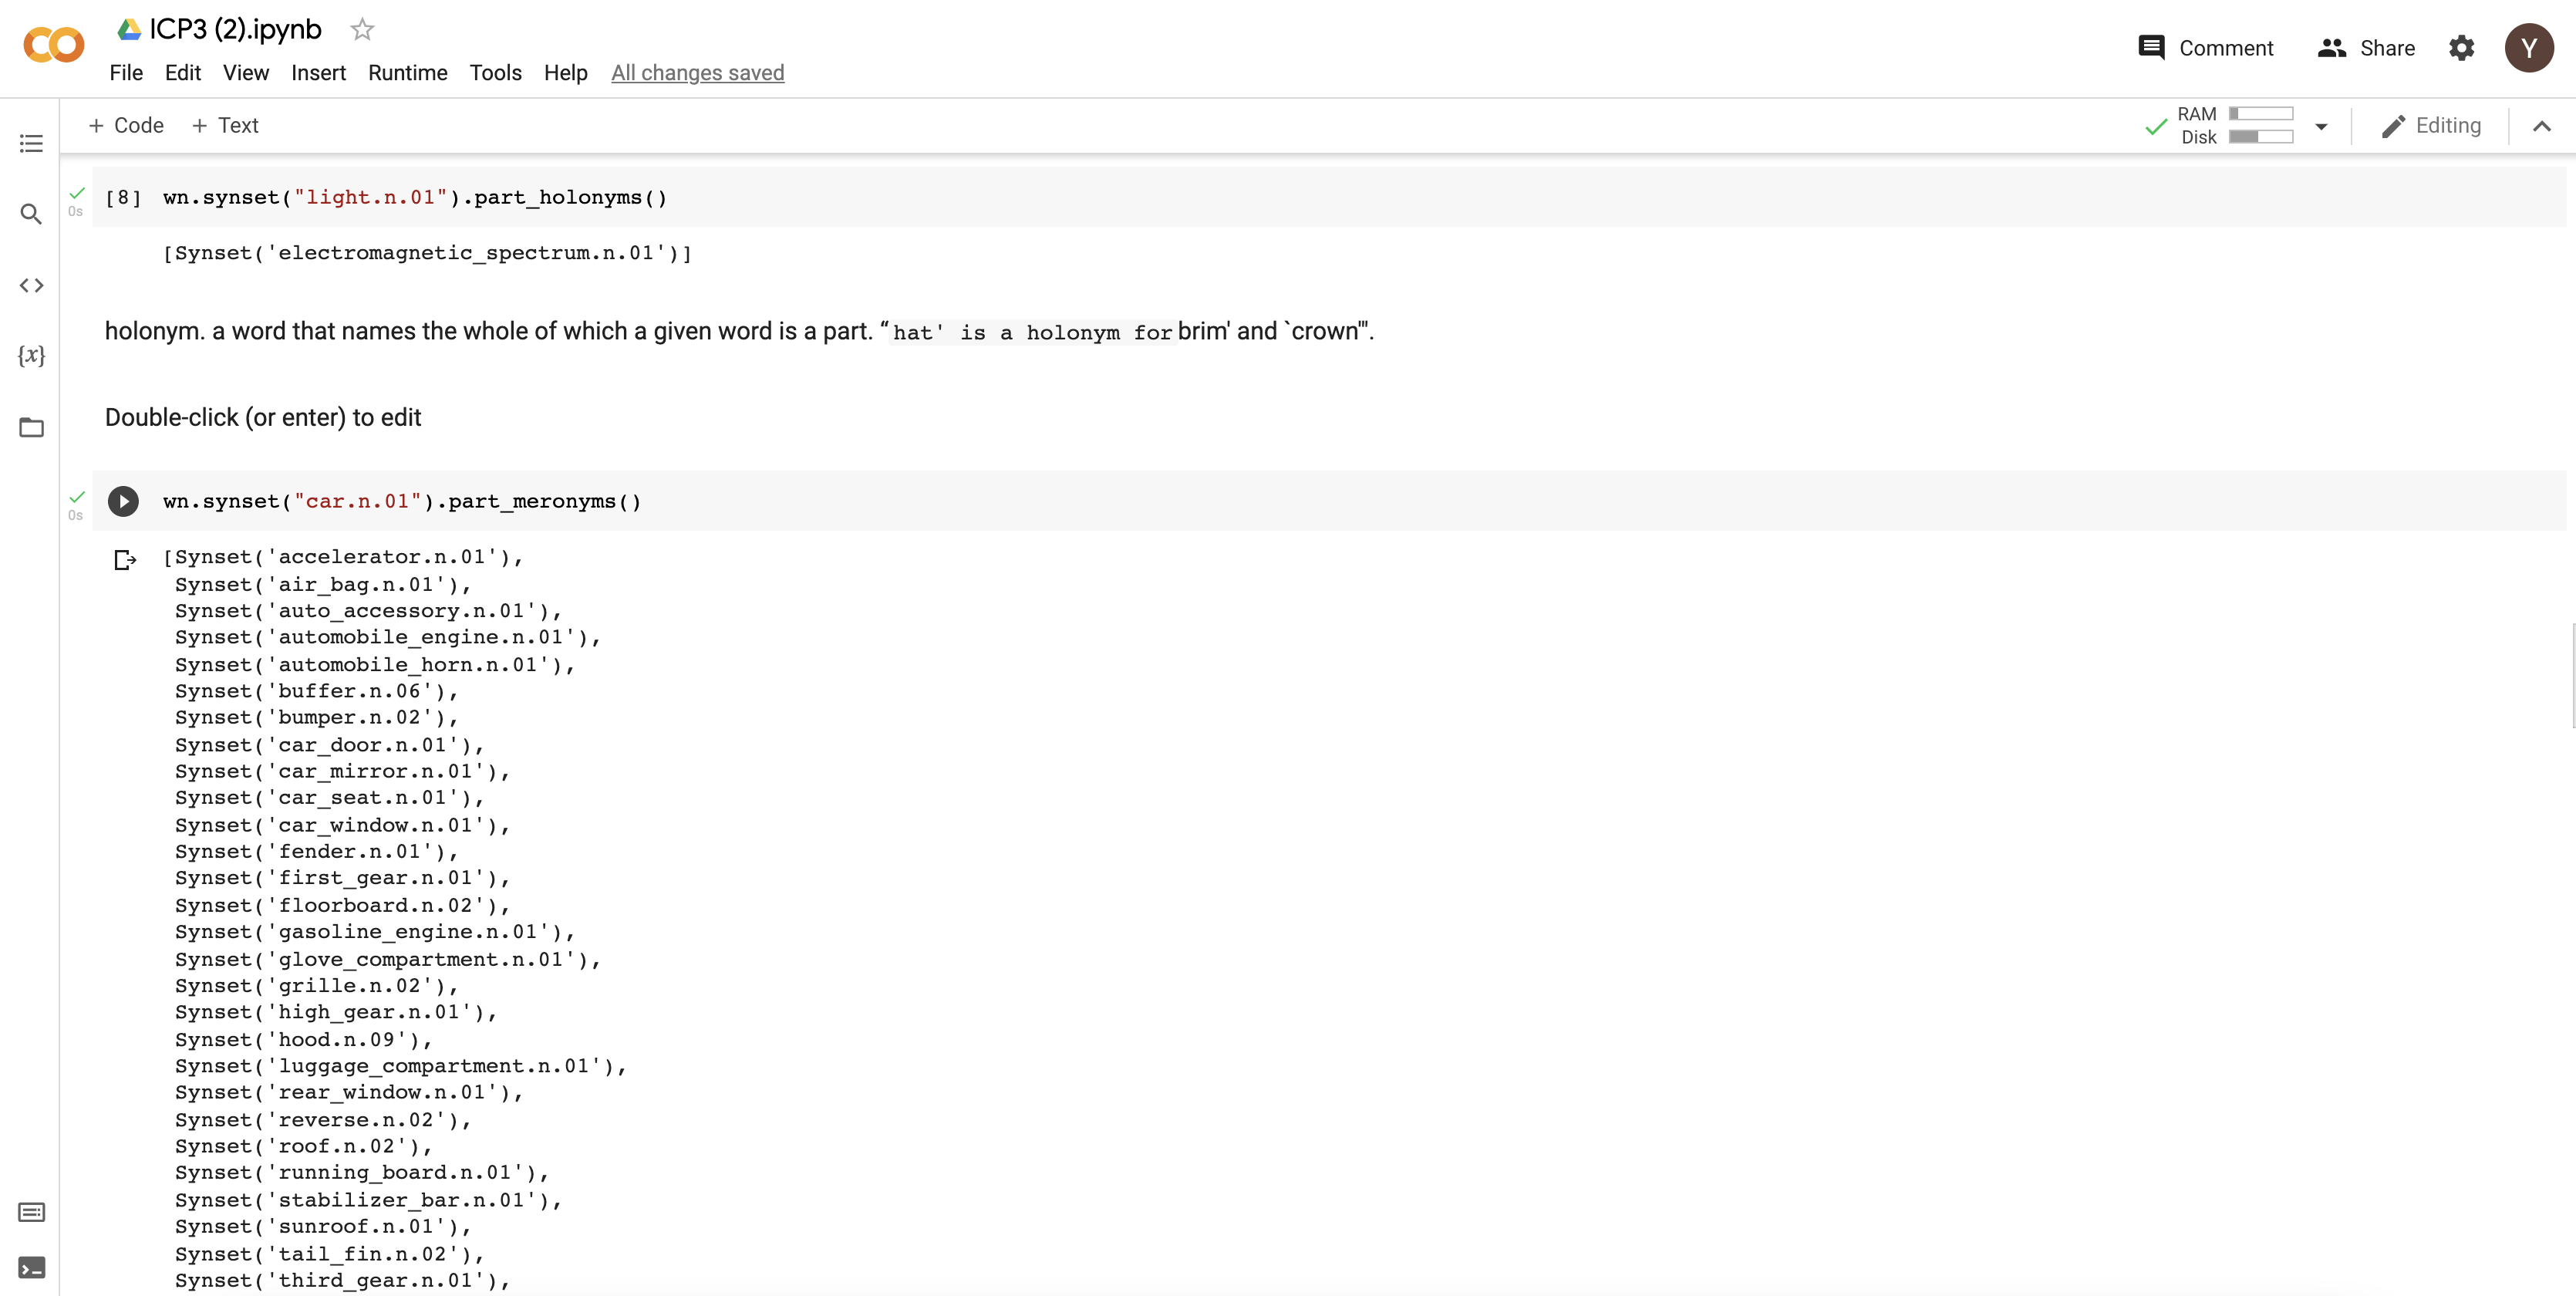 ICP3 (2).ipynb
File Edit View Insert Runtime Tools Help All changes saved
Comment Share Y
+ Code + Text
RAM
Disk
Editing
[8] wn.synset("light.n.01").part_holonyms()
0s
[Synset('electromagnetic_spectrum.n.01')]
holonym. a word that names the whole of which a given word is a part. “hat' is a holonym for brim' and `crown'".
Double-click (or enter) to edit
wn.synset("car.n.01").part_meronyms()
0s
[Synset('accelerator.n.01'),
Synset('air_bag.n.01'),
Synset('auto_accessory.n.01'),
Synset('automobile_engine.n.01'),
Synset('automobile_horn.n.01'),
Synset('buffer.n.06'),
Synset('bumper.n.02'),
Synset('car_door.n.01'),
Synset('car_mirror.n.01'),
Synset('car_seat.n.01'),
Synset('car_window.n.01'),
Synset('fender.n.01'),
Synset('first_gear.n.01'),
Synset('floorboard.n.02'),
Synset('gasoline_engine.n.01'),
Synset('glove_compartment.n.01'),
Synset('grille.n.02'),
Synset('high_gear.n.01'),
Synset('hood.n.09'),
Synset('luggage_compartment.n.01'),
Synset('rear_window.n.01'),
Synset('reverse.n.02'),
Synset('roof.n.02'),
Synset('running_board.n.01'),
Synset('stabilizer_bar.n.01'),
Synset('sunroof.n.01'),
Synset('tail_fin.n.02'),
Synset('third_gear.n.01'),